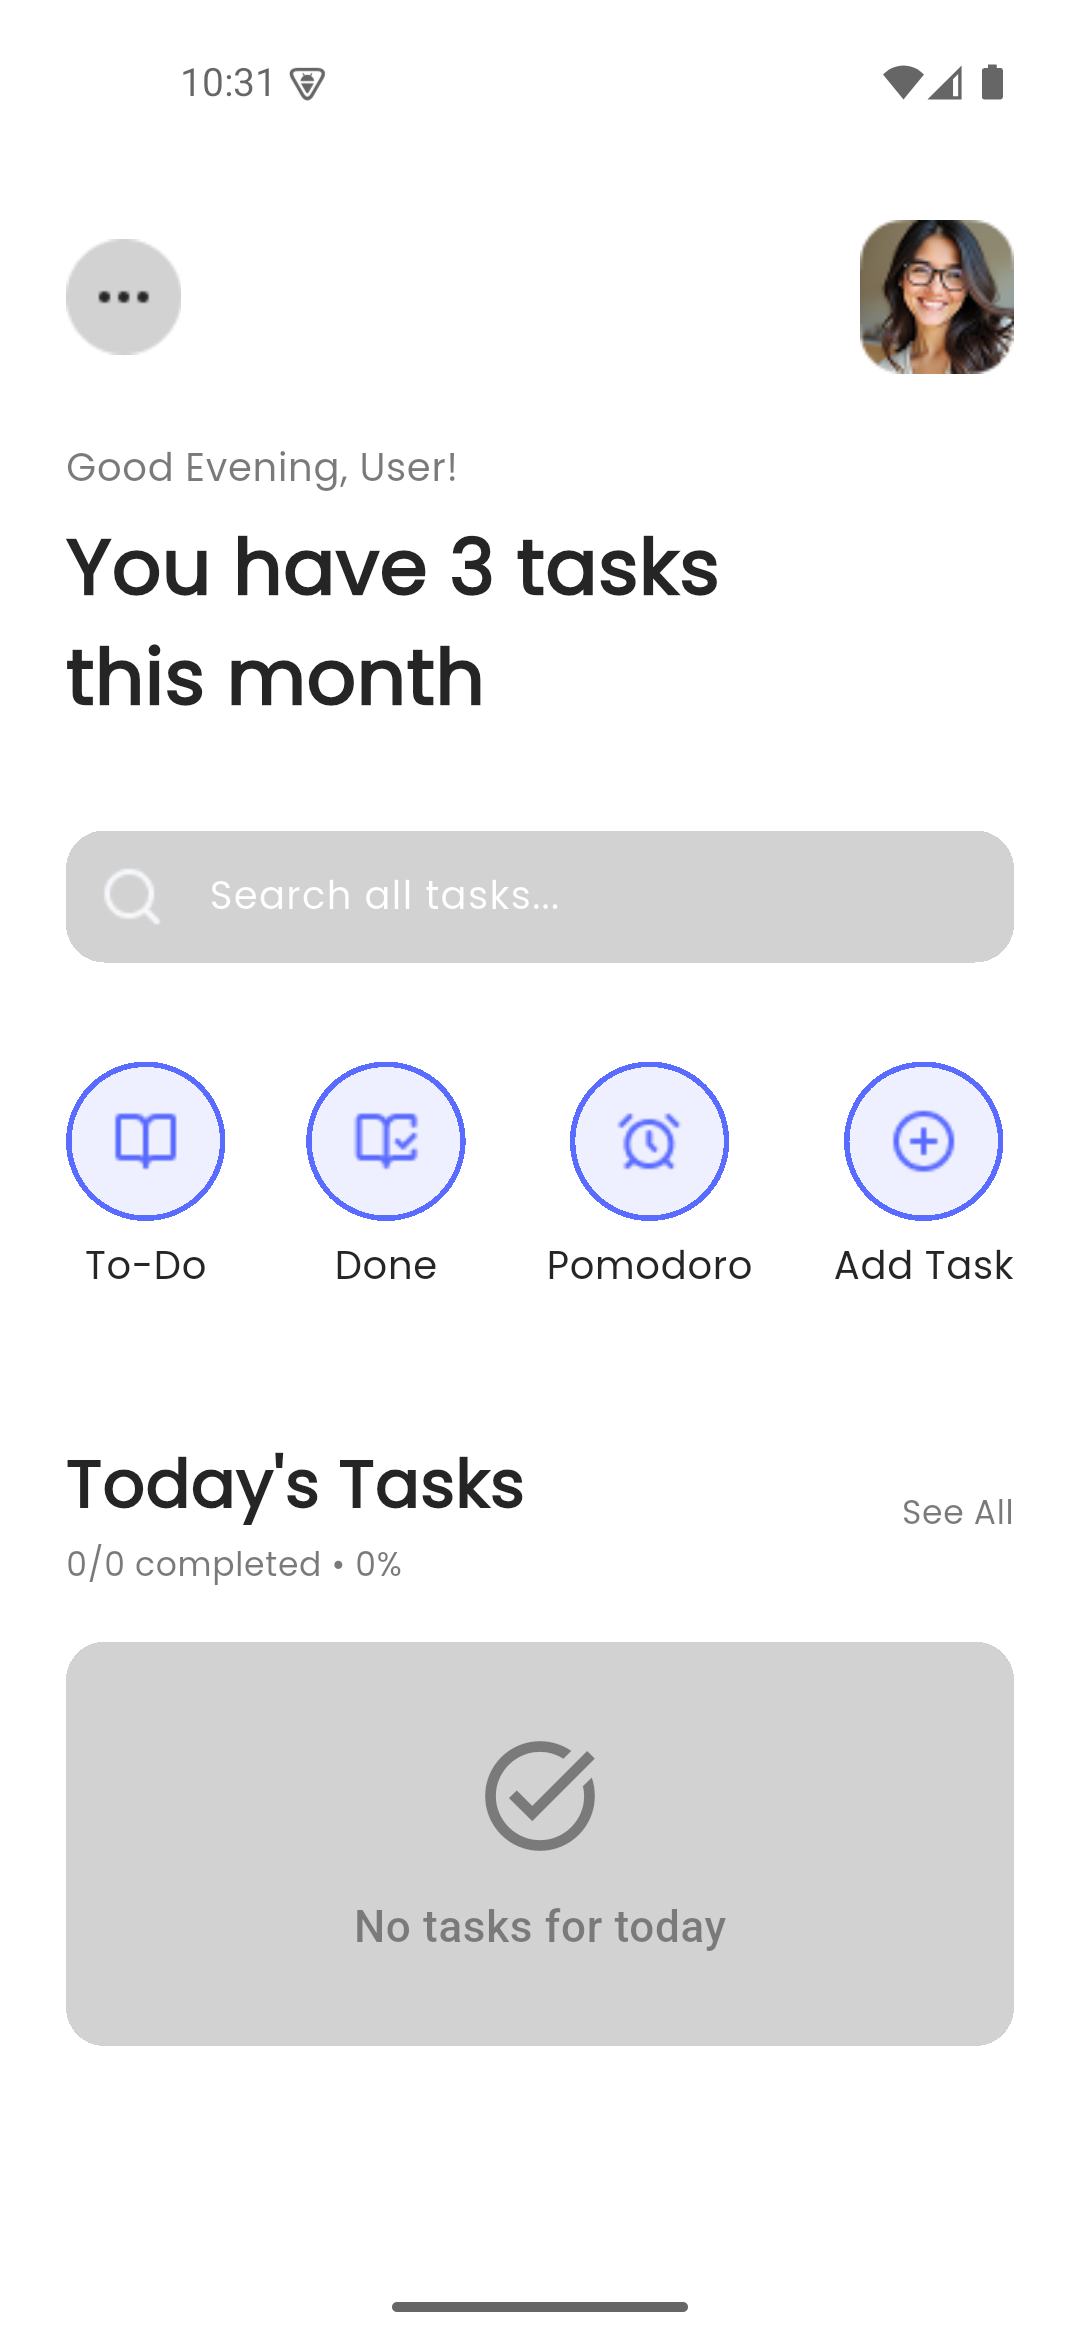 10:31
Good Evening, User!
You have 3 tasks
this month
Search all tasks...
To-Do
Done
Pomodoro
Add Task
Today's Tasks
See All
0/0 completed • 0%
No tasks for today